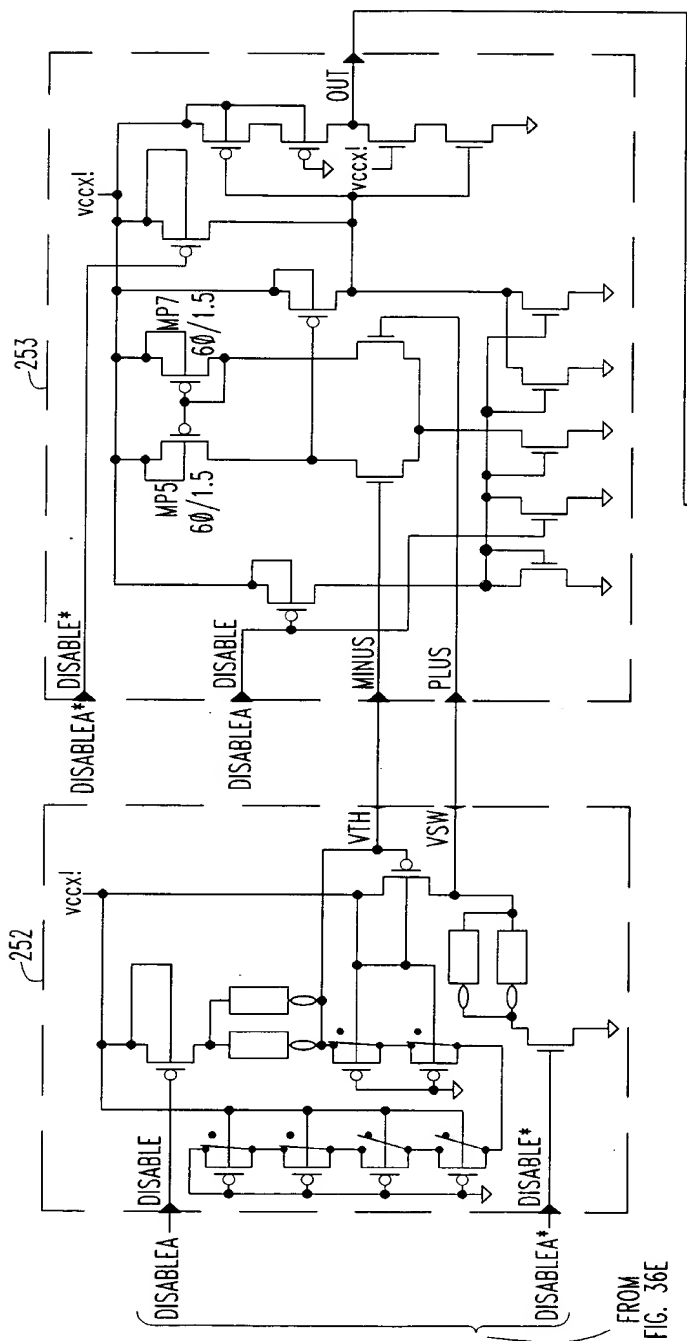 252
vccx!
DISABLEA
DISABLE
VTH
VSW
DISABLEA*
DISABLE*
FROM
FIG. 36E
253
vccx!
DISABLEA*
DISABLE*
DISABLEA
DISABLE
MINUS
PLUS
MP5
60/1.5
MP7
60/1.5
vccx!
OUT